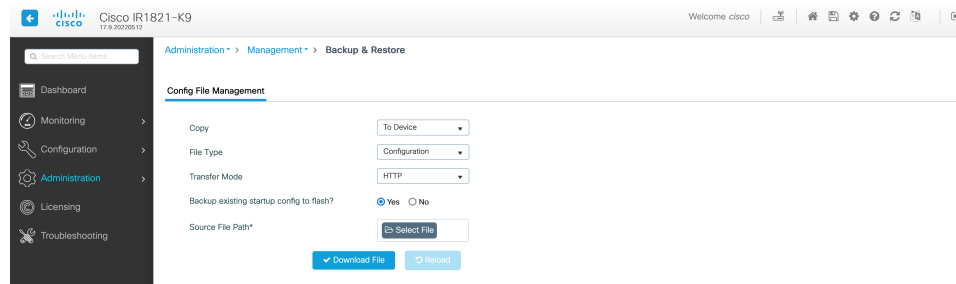 CISCO
Cisco IR1821-K9
17.9.20220512
Welcome cisco
Search Menu Items
Administration > Management > Backup & Restore
Dashboard
Config File Management
Monitoring
Copy To Device
Configuration
File Type Configuration
Administration
Transfer Mode HTTP
Backup existing startup config to flash? Yes No
Licensing
Source File Path* Select File
Troubleshooting
Download File Reload